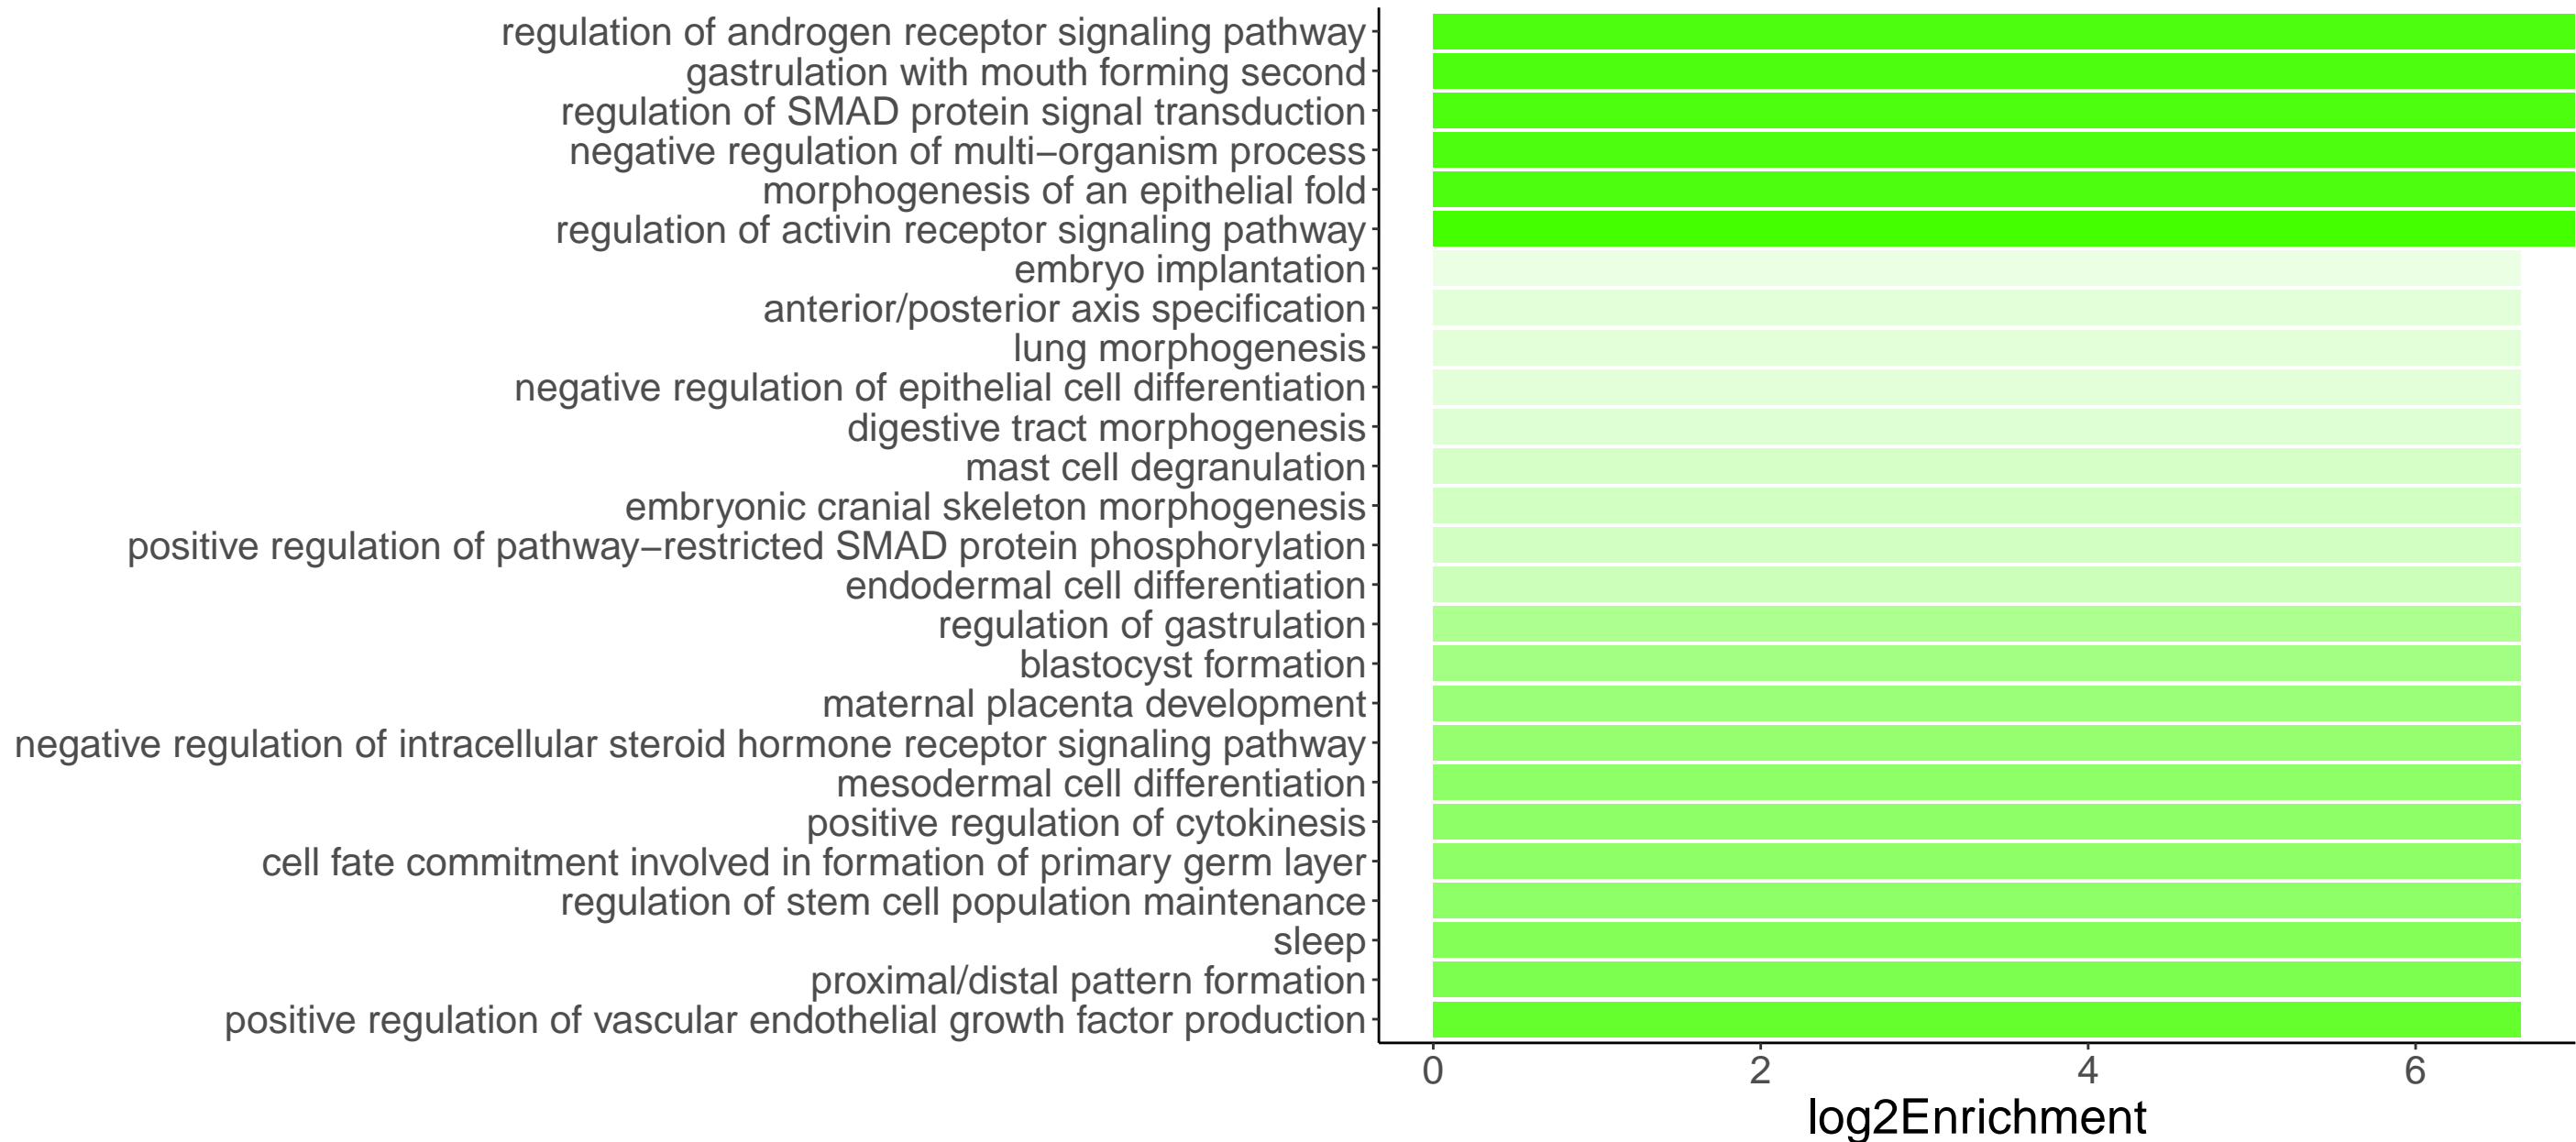 regulation of androgen receptor signaling pathway
gastrulation with mouth forming second
regulation of SMAD protein signal transduction
negative regulation of multi−organism process
morphogenesis of an epithelial fold
regulation of activin receptor signaling pathway
embryo implantation
anterior/posterior axis specification
lung morphogenesis
negative regulation of epithelial cell differentiation
digestive tract morphogenesis
mast cell degranulation
embryonic cranial skeleton morphogenesis
positive regulation of pathway−restricted SMAD protein phosphorylation
endodermal cell differentiation
regulation of gastrulation
blastocyst formation
maternal placenta development
negative regulation of intracellular steroid hormone receptor signaling pathway
mesodermal cell differentiation
positive regulation of cytokinesis
cell fate commitment involved in formation of primary germ layer
regulation of stem cell population maintenance
sleep
proximal/distal pattern formation
positive regulation of vascular endothelial growth factor production
0 2 4 6
log2Enrichment